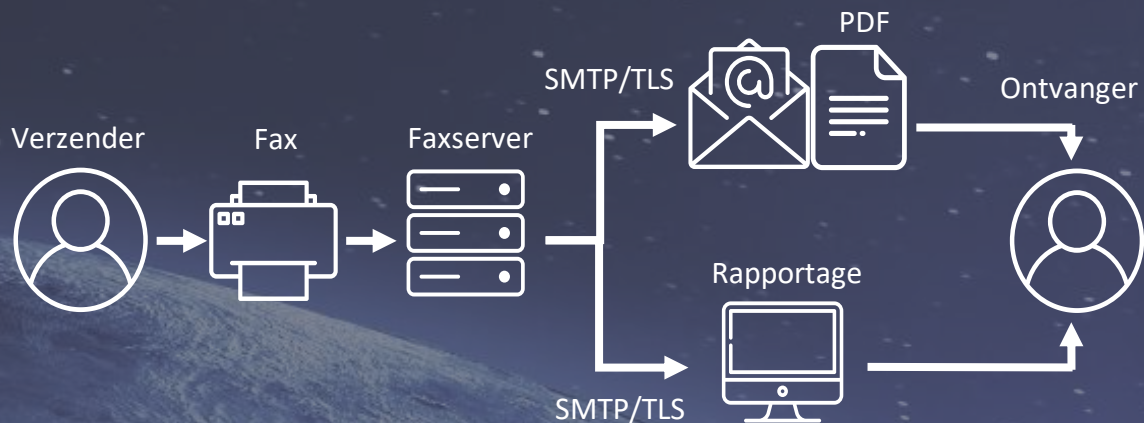 PDF
SMTP/TLS
Ontvanger
Verzender
Fax
Faxserver
@
Rapportage
SMTP/TLS